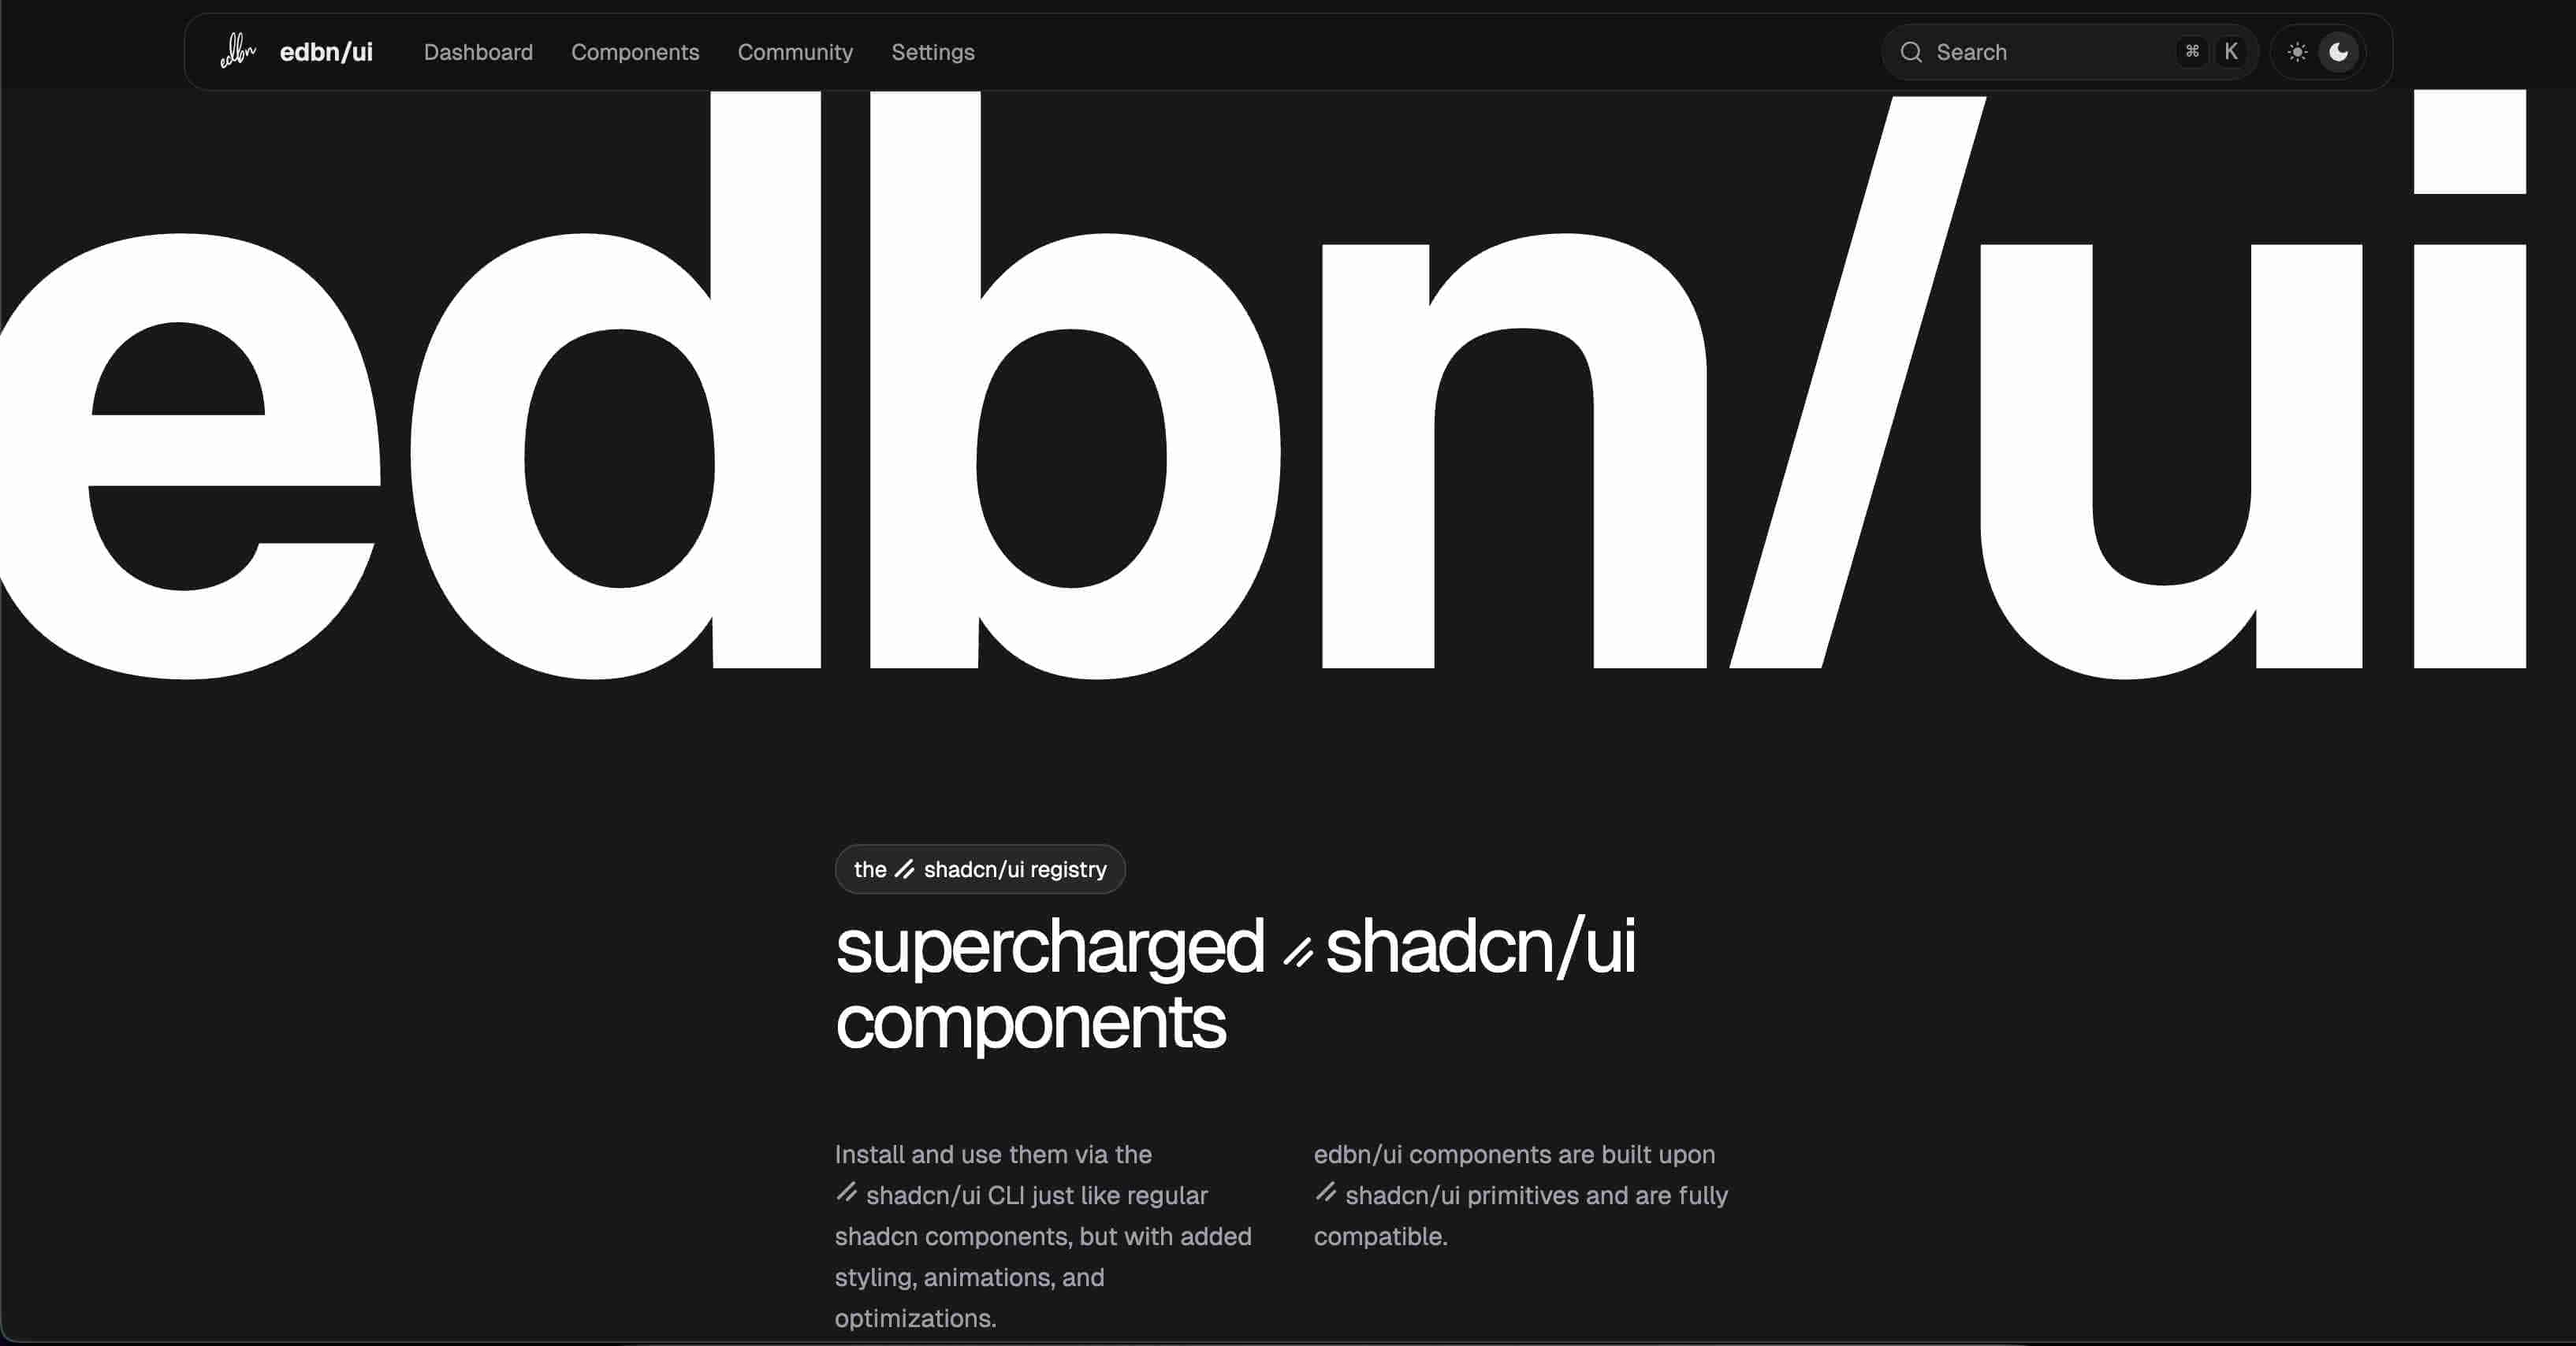 edbn edbn/ui Dashboard Components Community Settings Search ⌘ K
edbn/ui
the shadcn/ui registry
supercharged shadcn/ui
components
Install and use them via the
shadcn/ui CLI just like regular
shadcn components, but with added
styling, animations, and
optimizations.
edbn/ui components are built upon
shadcn/ui primitives and are fully
compatible.